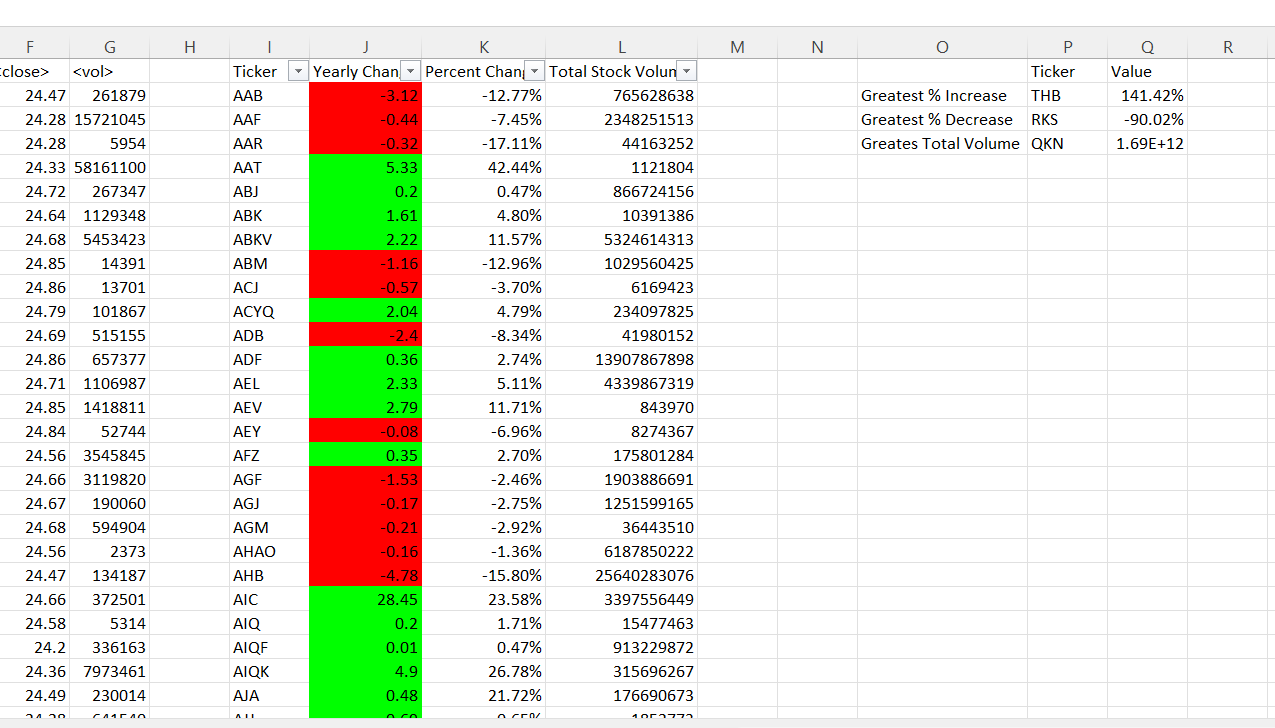 F G H I J K L M N O P Q R
<close> <vol> Ticker Yearly Chan Percent Chang Total Stock Volum Ticker Value
24.47 261879 AAB -3.12 -12.77% 765628638 Greatest % Increase THB 141.42%
24.28 15721045 AAF -0.44 -7.45% 2348251513 Greatest % Decrease RKS -90.02%
24.28 5954 AAR -0.32 -17.11% 44163252 Greates Total Volume QKN 1.69E+12
24.33 58161100 AAT 5.33 42.44% 1121804
24.72 267347 ABJ 0.2 0.47% 866724156
24.64 1129348 ABK 1.61 4.80% 10391386
24.68 5453423 ABKV 2.22 11.57% 5324614313
24.85 14391 ABM -1.16 -12.96% 1029560425
24.86 13701 ACJ -0.57 -3.70% 6169423
24.79 101867 ACYQ 2.04 4.79% 234097825
24.69 515155 ADB -2.4 -8.34% 41980152
24.86 657377 ADF 0.36 2.74% 13907867898
24.71 1106987 AEL 2.33 5.11% 4339867319
24.85 1418811 AEV 2.79 11.71% 843970
24.84 52744 AEY -0.08 -6.96% 8274367
24.56 3545845 AFZ 0.35 2.70% 175801284
24.66 3119820 AGF -1.53 -2.46% 1903886691
24.67 190060 AGJ -0.17 -2.75% 1251599165
24.68 594904 AGM -0.21 -2.92% 36443510
24.56 2373 AHAO -0.16 -1.36% 6187850222
24.47 134187 AHB -4.78 -15.80% 25640283076
24.66 372501 AIC 28.45 23.58% 3397556449
24.58 5314 AIQ 0.2 1.71% 15477463
24.2 336163 AIQF 0.01 0.47% 913229872
24.36 7973461 AIQK 4.9 26.78% 315696267
24.49 230014 AJA 0.48 21.72% 176690673